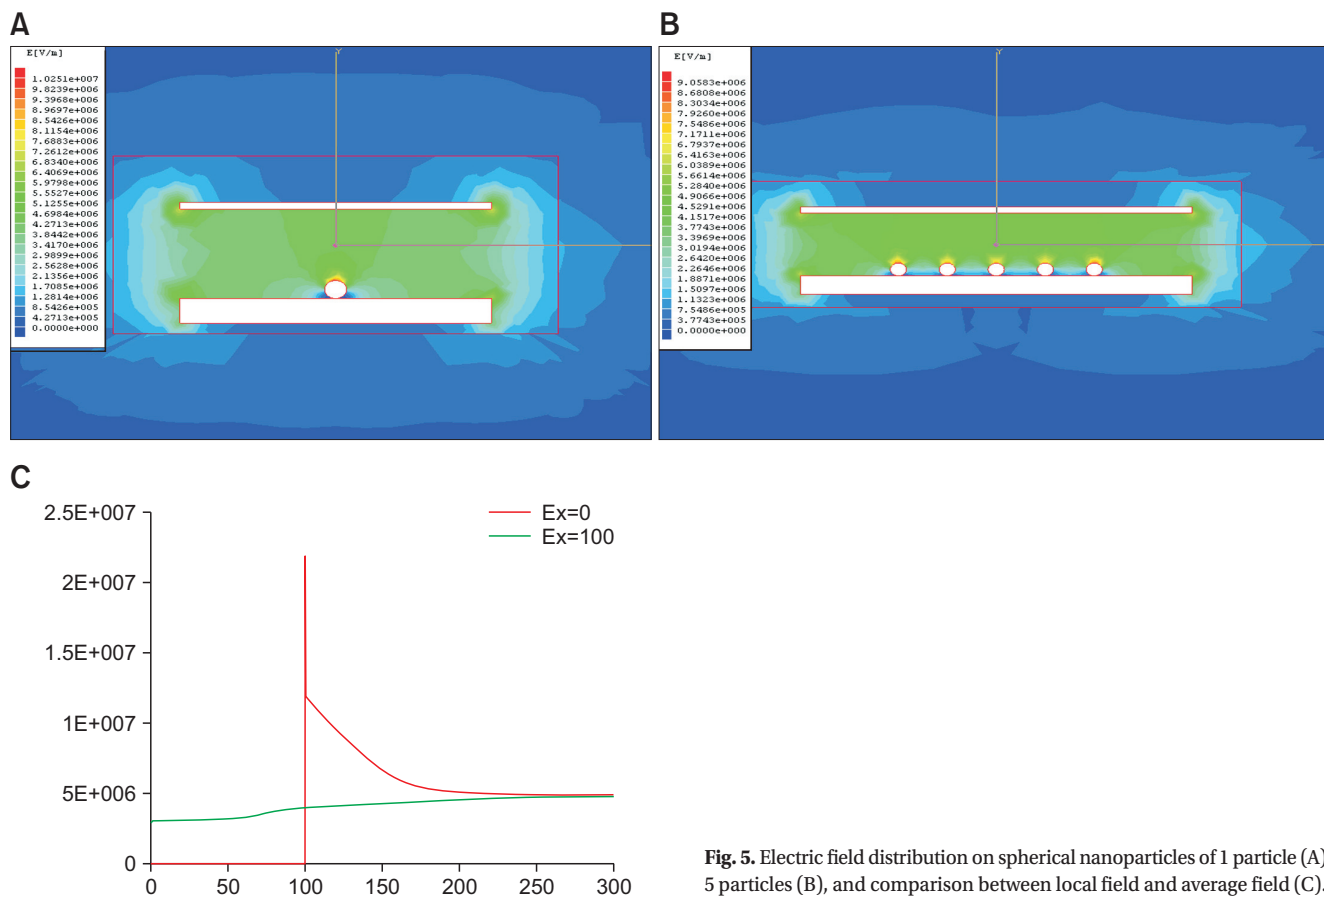 A
E[V/m]
1.0251e+007
9.8239e+006
9.3968e+006
8.9697e+006
8.5426e+006
8.1154e+006
7.6883e+006
7.2612e+006
6.8340e+006
6.4069e+006
5.9798e+006
5.5527e+006
5.1255e+006
4.6984e+006
4.2713e+006
3.8442e+006
3.4170e+006
2.9899e+006
2.5628e+006
2.1356e+006
1.7085e+006
1.2814e+006
8.5426e+005
4.2713e+005
0.0000e+000
Y
B
E[V/m]
9.0583e+006
8.6808e+006
8.3034e+006
7.9260e+006
7.5486e+006
7.1711e+006
6.7937e+006
6.4163e+006
6.0389e+006
5.6614e+006
5.2840e+006
4.9066e+006
4.5291e+006
4.1517e+006
3.7743e+006
3.3969e+006
3.0194e+006
2.6420e+006
2.2646e+006
1.8871e+006
1.5097e+006
1.1323e+006
7.5486e+005
3.7743e+005
0.0000e+000
Y
C
2.5E+007
2E+007
1.5E+007
1E+007
5E+006
0
0 50 100 150 200 250 300
Ex=0
Ex=100
Fig. 5. Electric field distribution on spherical nanoparticles of 1 particle (A)
5 particles (B), and comparison between local field and average field (C).